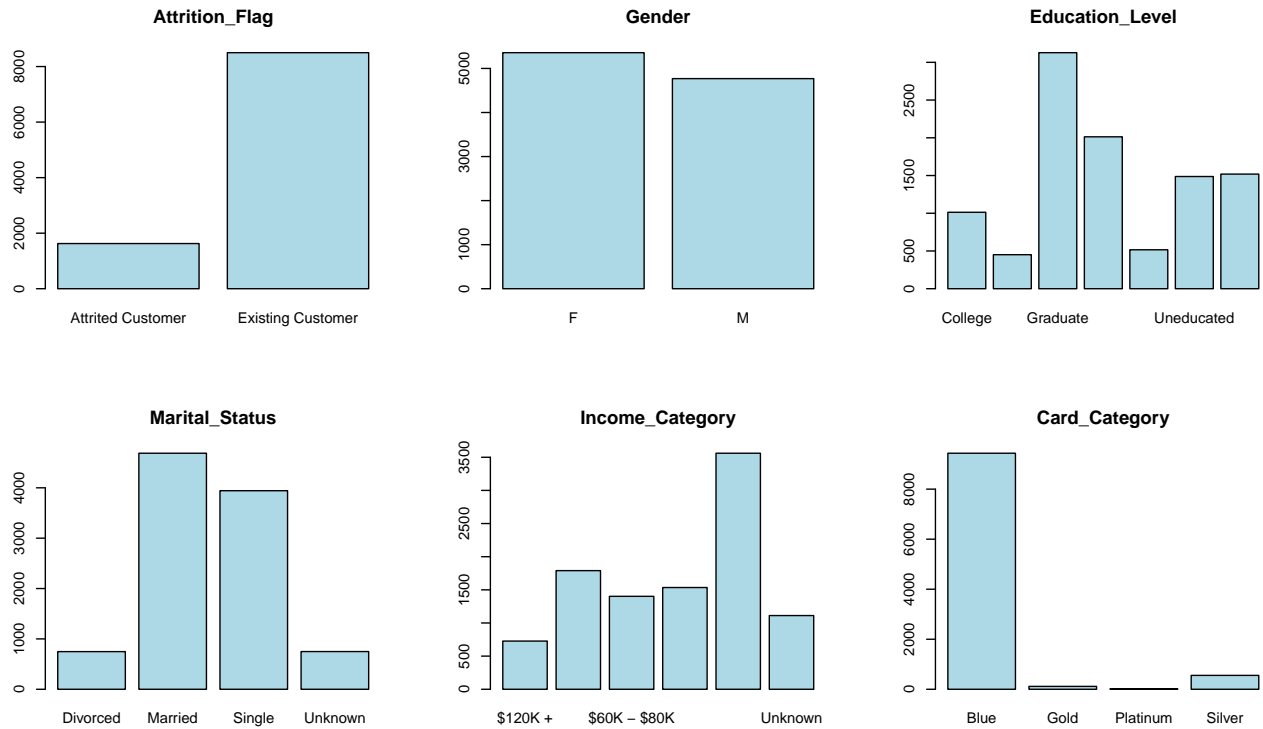 Attrition_Flag
0 2000 4000 6000 8000
Attrited Customer Existing Customer
Gender
0 1000 3000 5000
F M
Education_Level
0 500 1500 2500
College Graduate Uneducated
Marital_Status
0 1000 2000 3000 4000
Divorced Married Single Unknown
Income_Category
0 500 1500 2500 3500
$120K + $60K − $80K Unknown
Card_Category
0 2000 4000 6000 8000
Blue Gold Platinum Silver